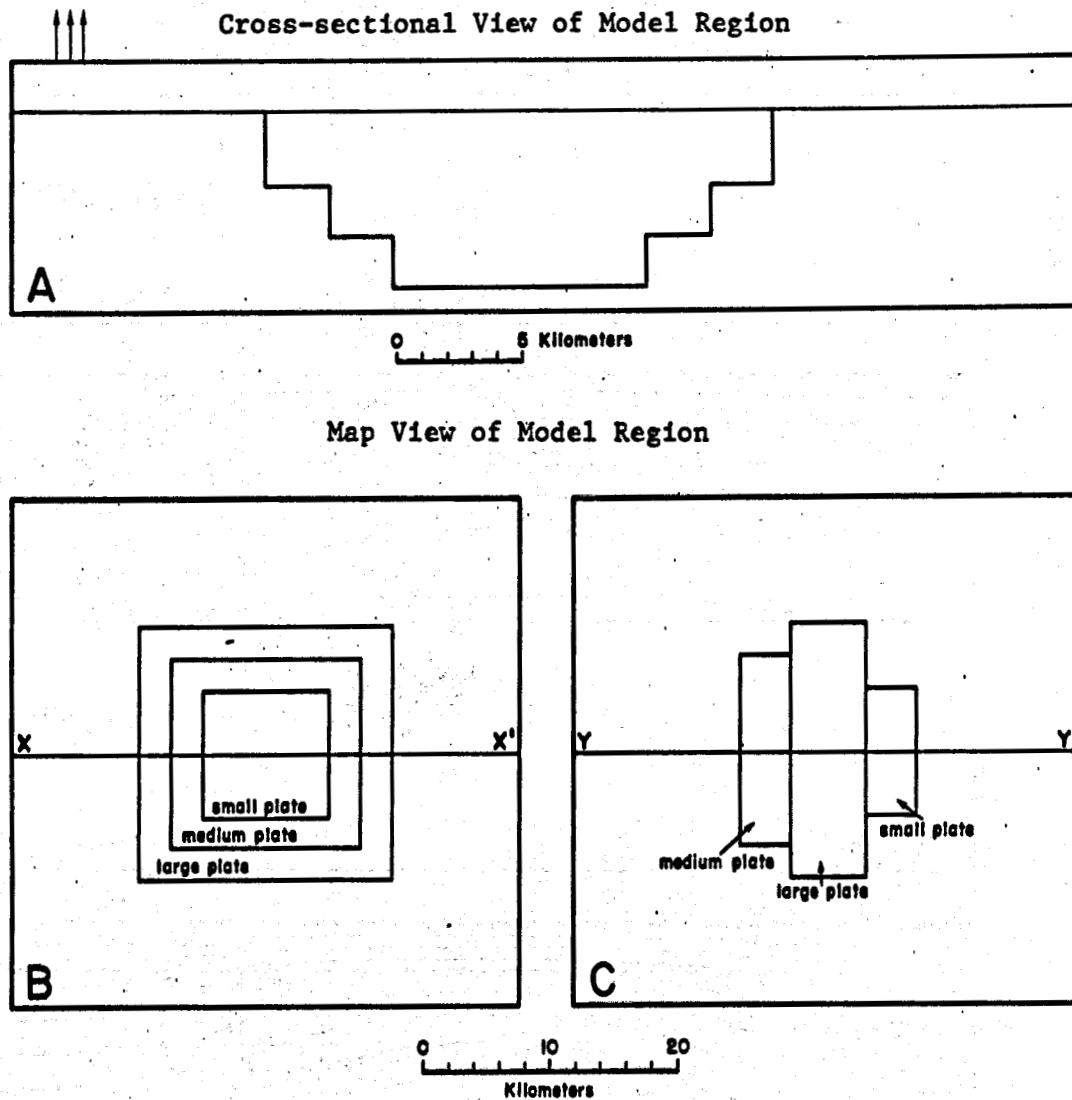 Cross-sectional View of Model Region
A
0 5 Kilometers
Map View of Model Region
X X'
small plate
medium plate
large plate
B
Y Y
small plate
medium plate
large plate
C
0 10 20
Kilometers